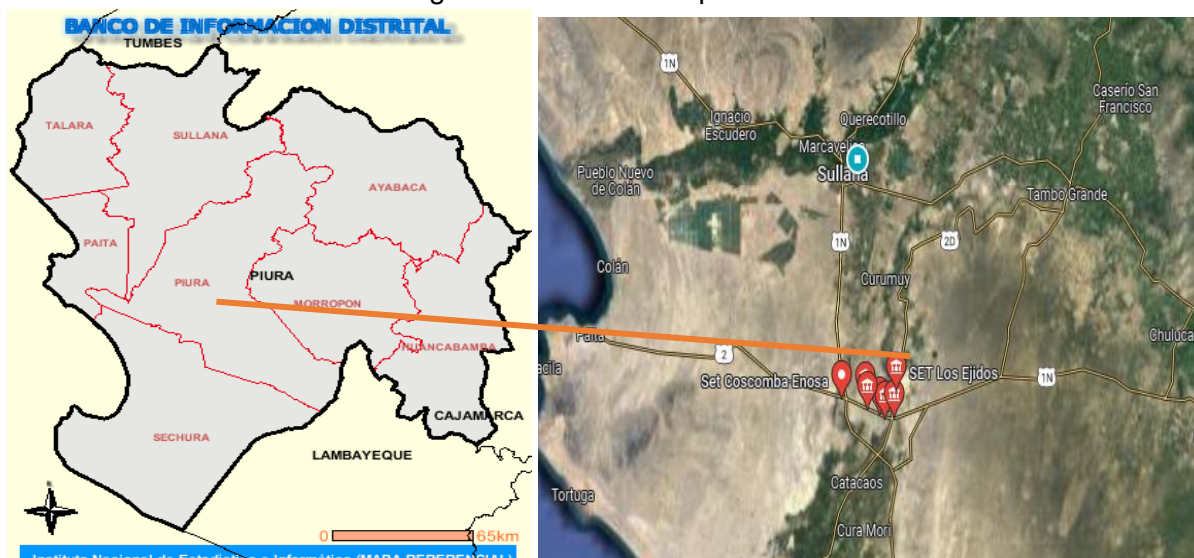 BANCO DE INFORMACION DISTRITAL
TUMBES
TALARA
SULLANA
AYABACA
PAITA
PIURA
PIURA
MORROPON
HUANCABAMBA
CAJAMARCA
SECHURA
LAMBAYEQUE
0
65km
Instituto Nacional de Estadistica e Informática (MAPA REFERENCIAL)
1N
Caserío San
Francisco
Ignacio
Escudero
Querecotillo
Marcavelica
Pueblo Nuevo
de Colán
Sullana
Tambo Grande
1N
2D
Colán
Curumuy
Paita
2
Set Coscomba Enosa
SET Los Ejidos
1N
Catacaos
Tortuga
Cura Mori